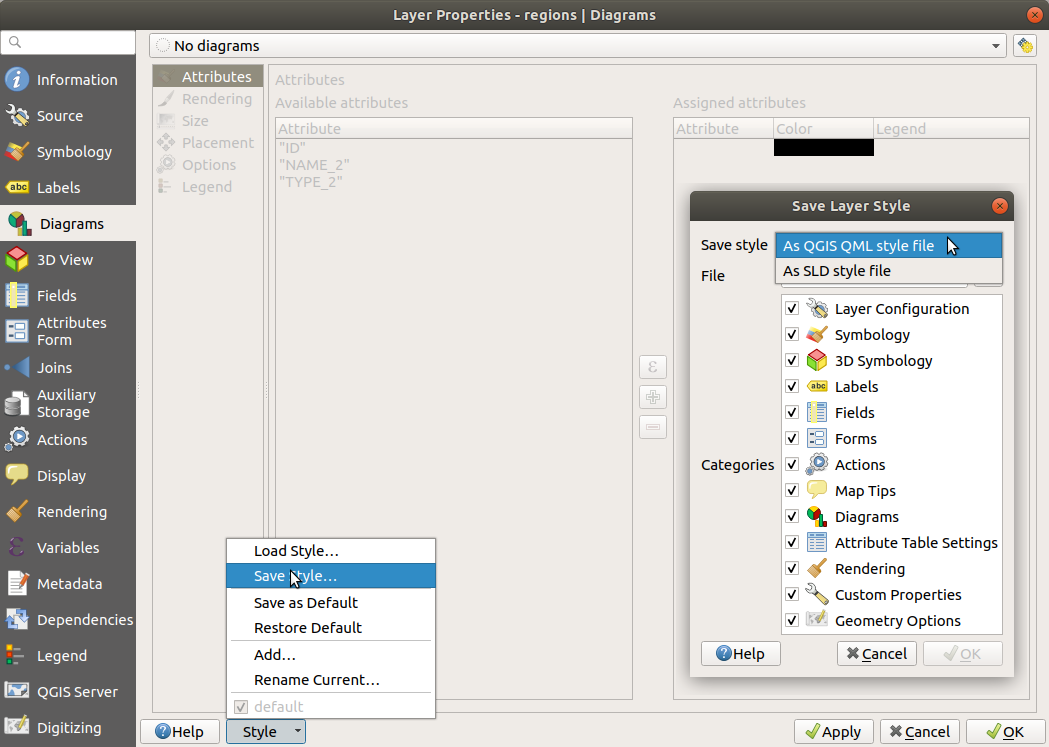 Layer Properties - regions | Diagrams
No diagrams
Information
Source
Symbology
Labels
Diagrams
3D View
Fields
Attributes
Form
Joins
Auxiliary
Storage
Actions
Display
Rendering
Variables
Metadata
Dependencies
Legend
QGIS Server
Digitizing
Attributes
Rendering
Size
Placement
Options
Legend
Attributes
Available attributes
Attribute
"ID"
"NAME_2"
"TYPE_2"
ε
Assigned attributes
Attribute Color Legend
Save Layer Style
Save style As QGIS QML style file
As SLD style file
File
Categories
Layer Configuration
Symbology
3D Symbology
abc Labels
Fields
Forms
Actions
Map Tips
Diagrams
Attribute Table Settings
Rendering
Custom Properties
Geometry Options
Help Cancel OK
Load Style...
Save Style...
Save as Default
Restore Default
Add...
Rename Current...
default
Help Style Apply Cancel OK